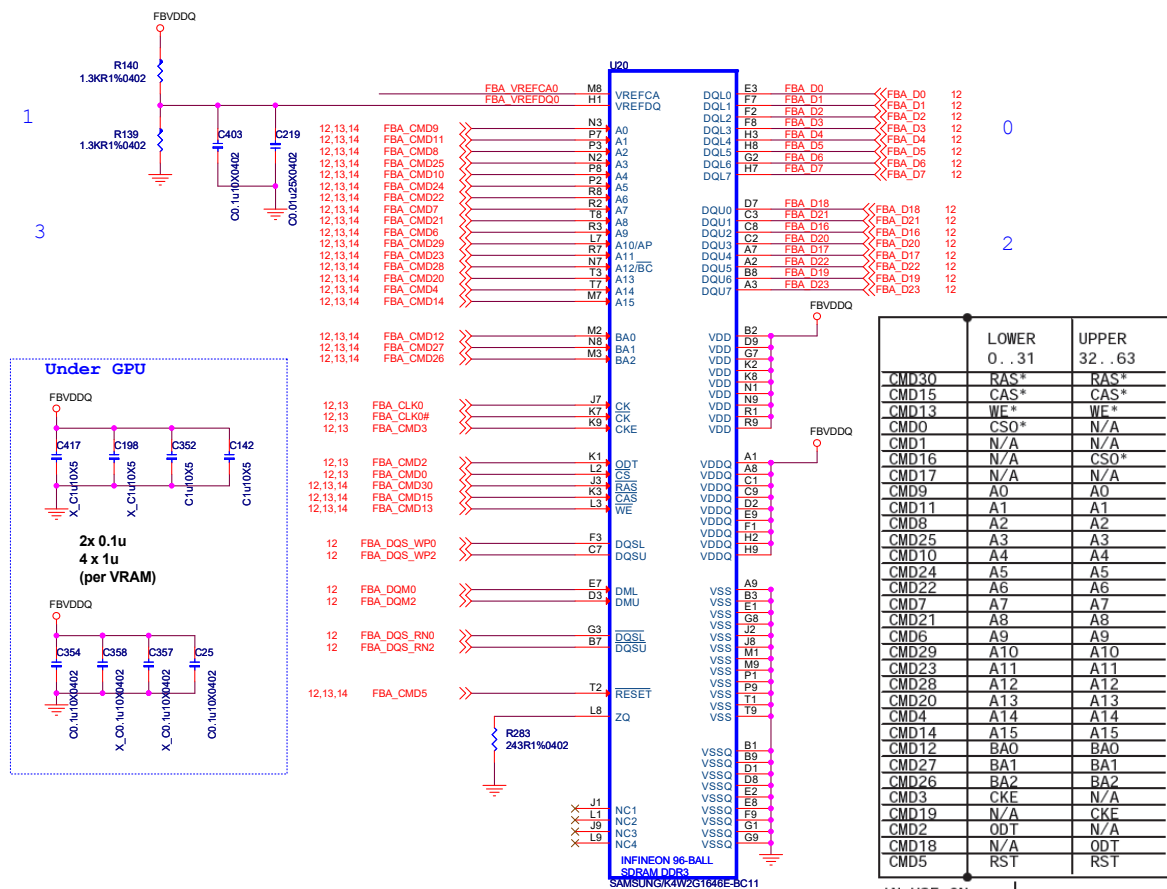 FBVDDQ
R140
1.3KR1%0402
R139
1.3KR1%0402
C403
C0.1u10X0402
C219
C0.01u25X0402
1
3
0
2
U20
FBA_VREFCA0 M8 VREFCA
FBA_VREFDQ0 H1 VREFDQ
12,13,14 FBA_CMD9 N3 A0
12,13,14 FBA_CMD11 P7 A1
12,13,14 FBA_CMD8 P3 A2
12,13,14 FBA_CMD25 N2 A3
12,13,14 FBA_CMD10 P8 A4
12,13,14 FBA_CMD24 P2 A5
12,13,14 FBA_CMD22 R8 A6
12,13,14 FBA_CMD7 R2 A7
12,13,14 FBA_CMD21 T8 A8
12,13,14 FBA_CMD6 R3 A9
12,13,14 FBA_CMD29 L7 A10/AP
12,13,14 FBA_CMD23 R7 A11
12,13,14 FBA_CMD28 N7 A12/BC
12,13,14 FBA_CMD20 T3 A13
12,13,14 FBA_CMD4 T7 A14
12,13,14 FBA_CMD14 M7 A15
12,13,14 FBA_CMD12 M2 BA0
12,13,14 FBA_CMD27 N8 BA1
12,13,14 FBA_CMD26 M3 BA2
12,13 FBA_CLK0 J7 CK
12,13 FBA_CLK0# K7 CK
12,13 FBA_CMD3 K9 CKE
12,13 FBA_CMD2 K1 ODT
12,13 FBA_CMD0 L2 CS
12,13,14 FBA_CMD30 J3 RAS
12,13,14 FBA_CMD15 K3 CAS
12,13,14 FBA_CMD13 L3 WE
12 FBA_DQS_WP0 F3 DQSL
12 FBA_DQS_WP2 C7 DQSU
12 FBA_DQM0 E7 DML
12 FBA_DQM2 D3 DMU
12 FBA_DQS_RN0 G3 DQSL
12 FBA_DQS_RN2 B7 DQSU
12,13,14 FBA_CMD5 T2 RESET
L8 ZQ
R283
243R1%0402
J1 NC1
L1 NC2
J9 NC3
L9 NC4
DQL0 E3 FBA_D0 FBA_D0 12
DQL1 F7 FBA_D1 FBA_D1 12
DQL2 F2 FBA_D2 FBA_D2 12
DQL3 F8 FBA_D3 FBA_D3 12
DQL4 H3 FBA_D4 FBA_D4 12
DQL5 H8 FBA_D5 FBA_D5 12
DQL6 G2 FBA_D6 FBA_D6 12
DQL7 H7 FBA_D7 FBA_D7 12
DQU0 D7 FBA_D18 FBA_D18 12
DQU1 C3 FBA_D21 FBA_D21 12
DQU2 C8 FBA_D16 FBA_D16 12
DQU3 C2 FBA_D20 FBA_D20 12
DQU4 A7 FBA_D17 FBA_D17 12
DQU5 A2 FBA_D22 FBA_D22 12
DQU6 B8 FBA_D19 FBA_D19 12
DQU7 A3 FBA_D23 FBA_D23 12
FBVDDQ
VDD B2
VDD D9
VDD G7
VDD K2
VDD K8
VDD N1
VDD N9
VDD R1
VDD R9
FBVDDQ
VDDQ A1
VDDQ A8
VDDQ C1
VDDQ C9
VDDQ D2
VDDQ E9
VDDQ F1
VDDQ H2
VDDQ H9
VSS A9
VSS B3
VSS E1
VSS G8
VSS J2
VSS J8
VSS M1
VSS M9
VSS P1
VSS P9
VSS T1
VSS T9
VSSQ B1
VSSQ B9
VSSQ D1
VSSQ D8
VSSQ E2
VSSQ E8
VSSQ F9
VSSQ G1
VSSQ G9
INFINEON 96-BALL
SDRAM DDR3
SAMSUNG/K4W2G1646E-BC11
Under GPU
FBVDDQ
C417 C198 C352 C142
X_C1u10X5 X_C1u10X5 C1u10X5 C1u10X5
2x 0.1u
4 x 1u
(per VRAM)
FBVDDQ
C354 C358 C357 C25
C0.1u10X0402 X_C0.1u10X0402 X_C0.1u10X0402 C0.1u10X0402
LOWER UPPER
0..31 32..63
CMD30 RAS* RAS*
CMD15 CAS* CAS*
CMD13 WE* WE*
CMD0 CS0* N/A
CMD1 N/A N/A
CMD16 N/A CS0*
CMD17 N/A N/A
CMD9 A0 A0
CMD11 A1 A1
CMD8 A2 A2
CMD25 A3 A3
CMD10 A4 A4
CMD24 A5 A5
CMD22 A6 A6
CMD7 A7 A7
CMD21 A8 A8
CMD6 A9 A9
CMD29 A10 A10
CMD23 A11 A11
CMD28 A12 A12
CMD20 A13 A13
CMD4 A14 A14
CMD14 A15 A15
CMD12 BA0 BA0
CMD27 BA1 BA1
CMD26 BA2 BA2
CMD3 CKE N/A
CMD19 N/A CKE
CMD2 ODT N/A
CMD18 N/A ODT
CMD5 RST RST